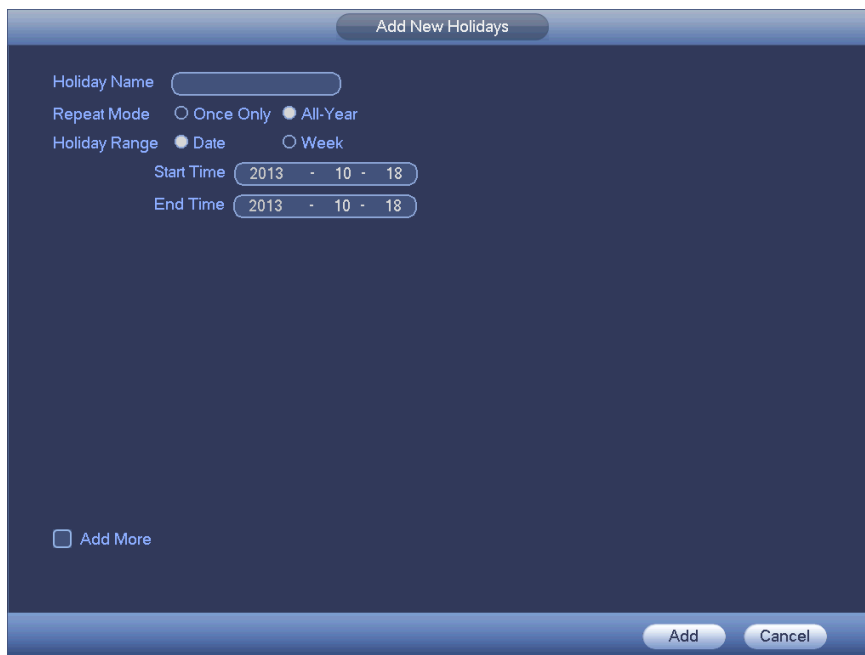 Add New Holidays
Holiday Name
Repeat Mode Once Only All-Year
Holiday Range Date Week
Start Time 2013 - 10 - 18
End Time 2013 - 10 - 18
Add More
Add Cancel